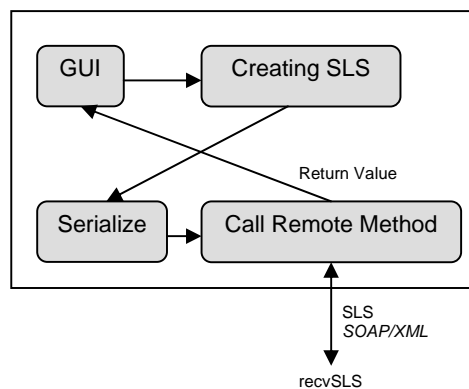 GUI
Creating SLS
Return Value
Serialize
Call Remote Method
SLS
SOAP/XML
recvSLS